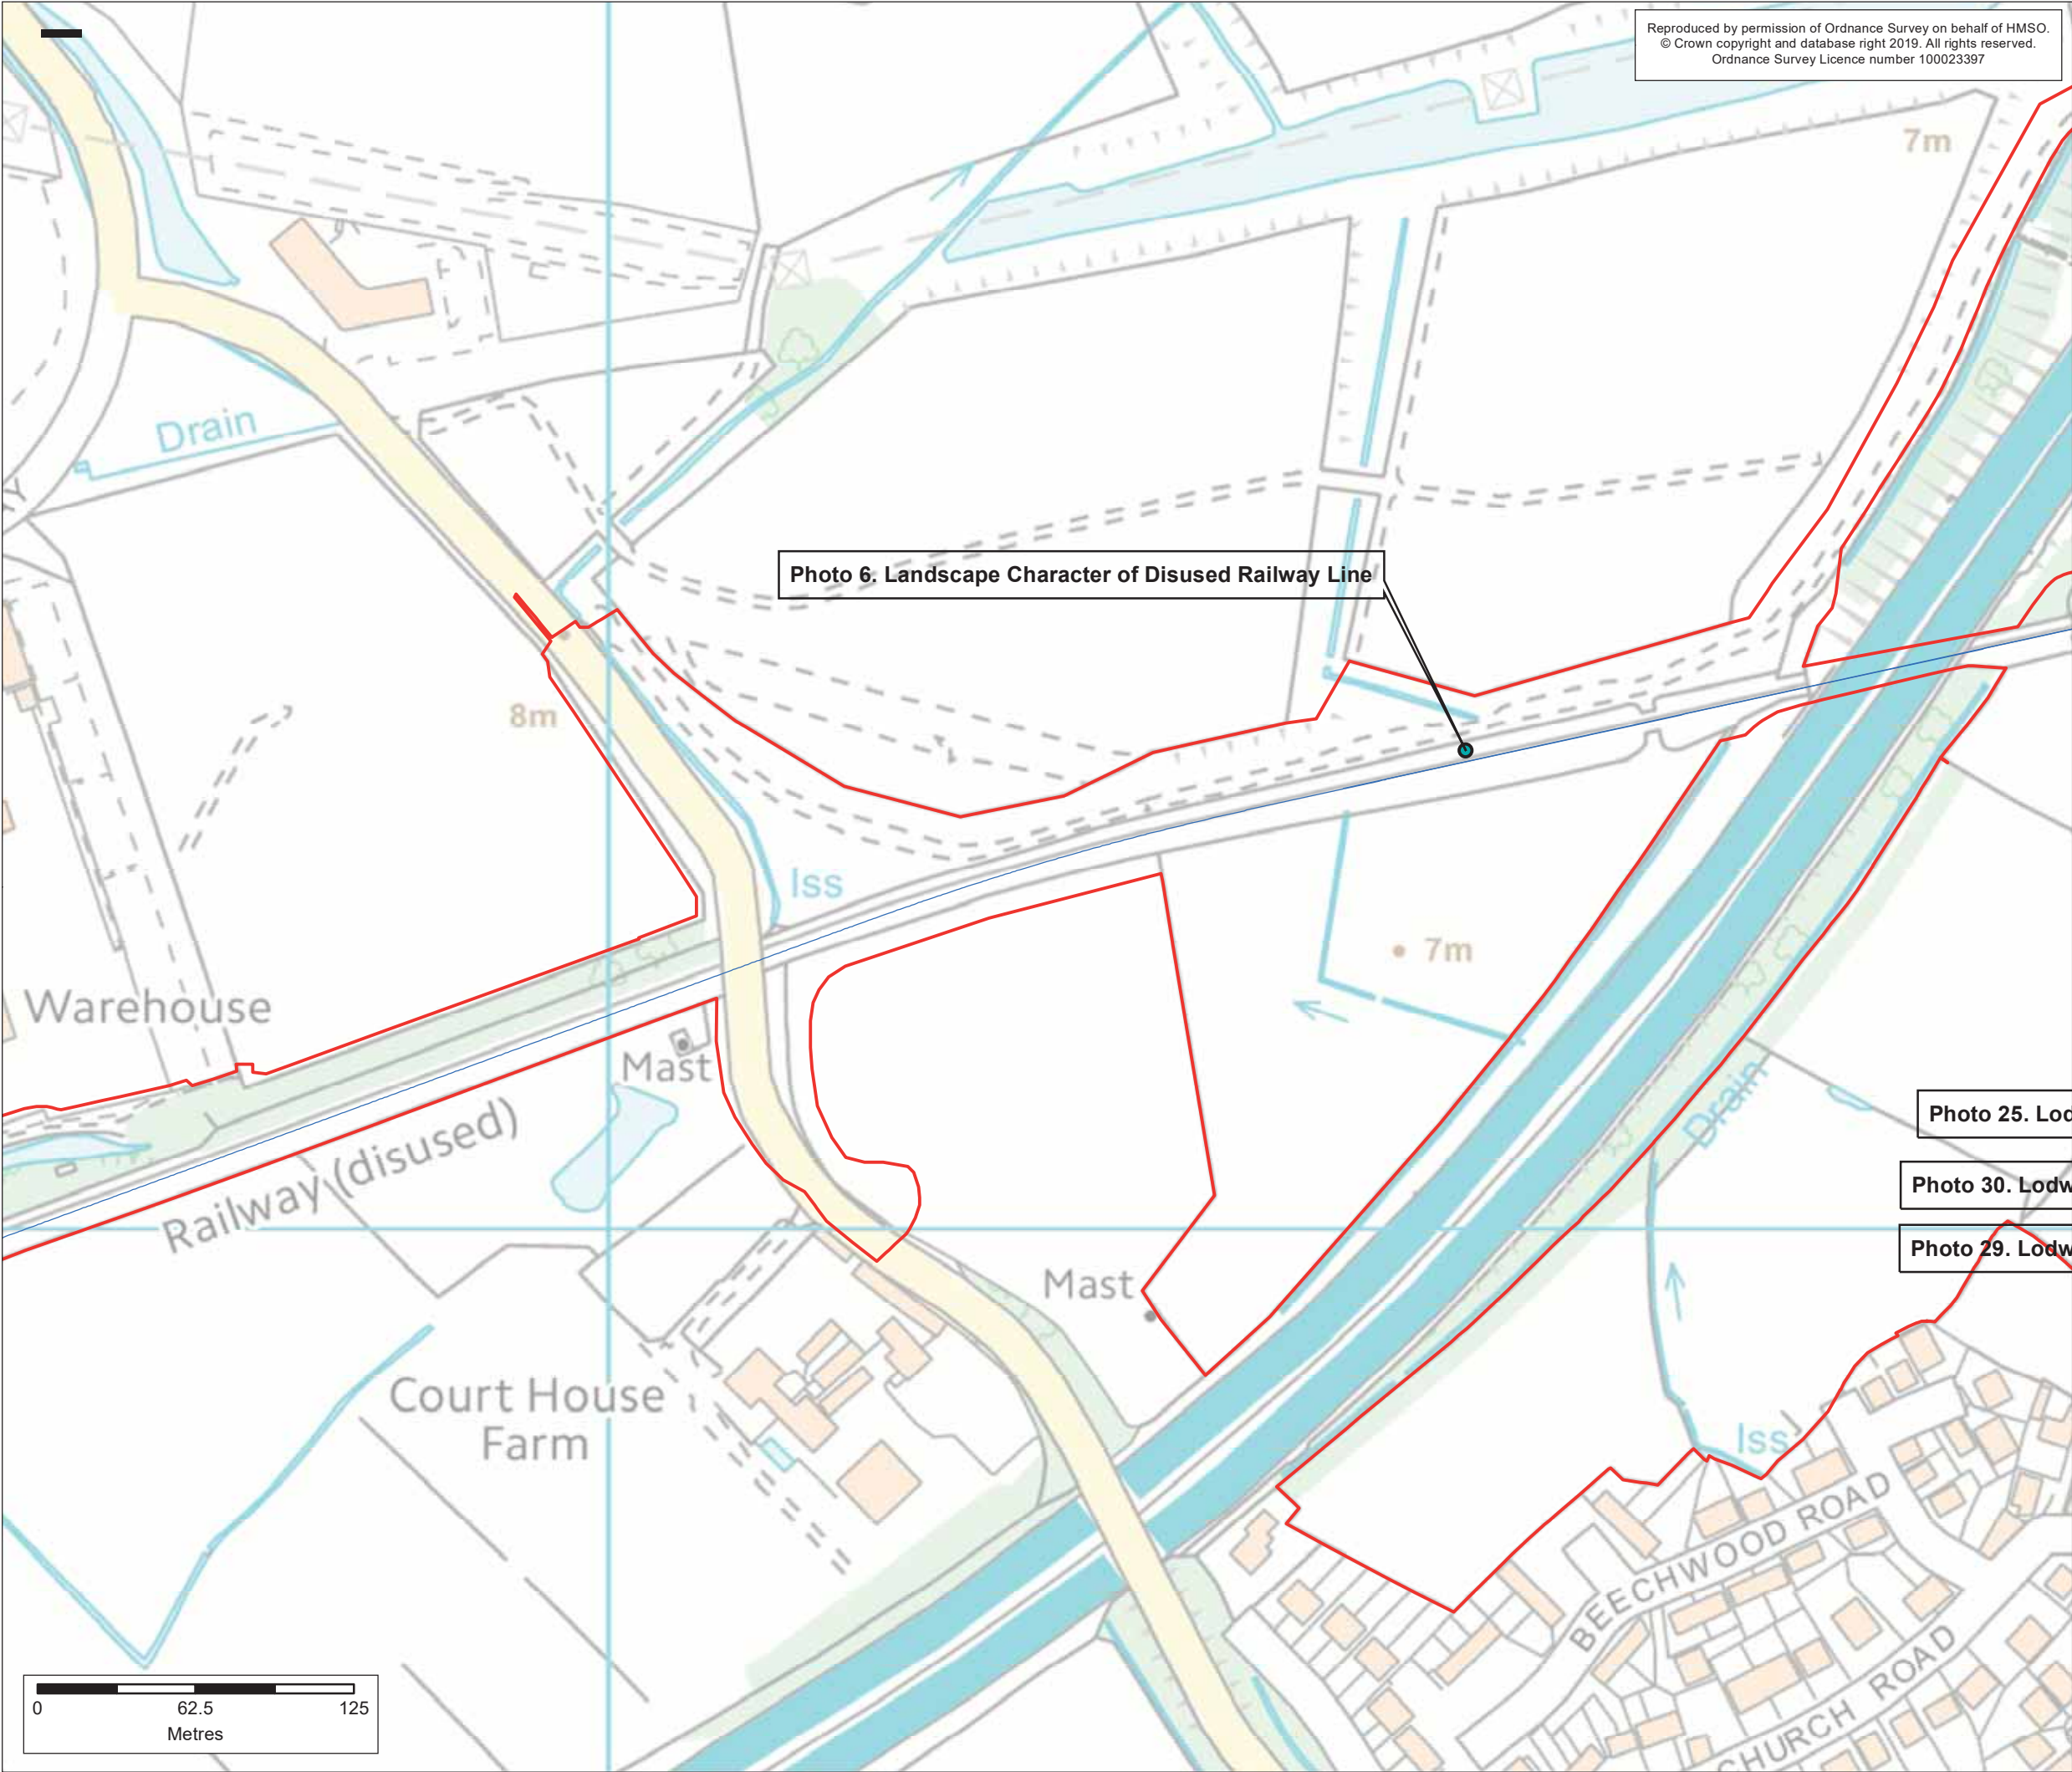 Reproduced by permission of Ordnance Survey on behalf of HMSO.
© Crown copyright and database right 2019. All rights reserved.
Ordnance Survey Licence number 100023397
7m
Drain
Photo 6. Landscape Character of Disused Railway Line
8m
Iss
7m
Warehouse
Mast
Railway (disused)
Drain
Photo 25. Lod
Photo 30. Lodw
Photo 29. Lodw
Mast
Court House
Farm
Iss
BEECHWOOD ROAD
CHURCH ROAD
0 62.5 125
Metres